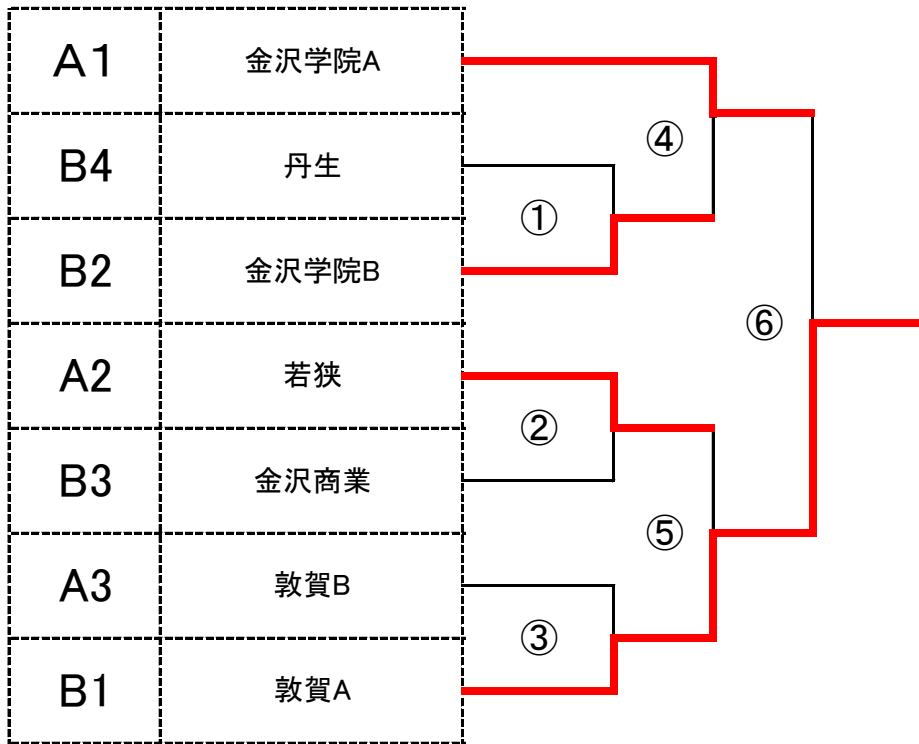 A1 金沢学院A
④
B4 丹生
①
B2 金沢学院B
⑥
A2 若狭
②
B3 金沢商業
⑤
A3 敦賀B
③
B1 敦賀A